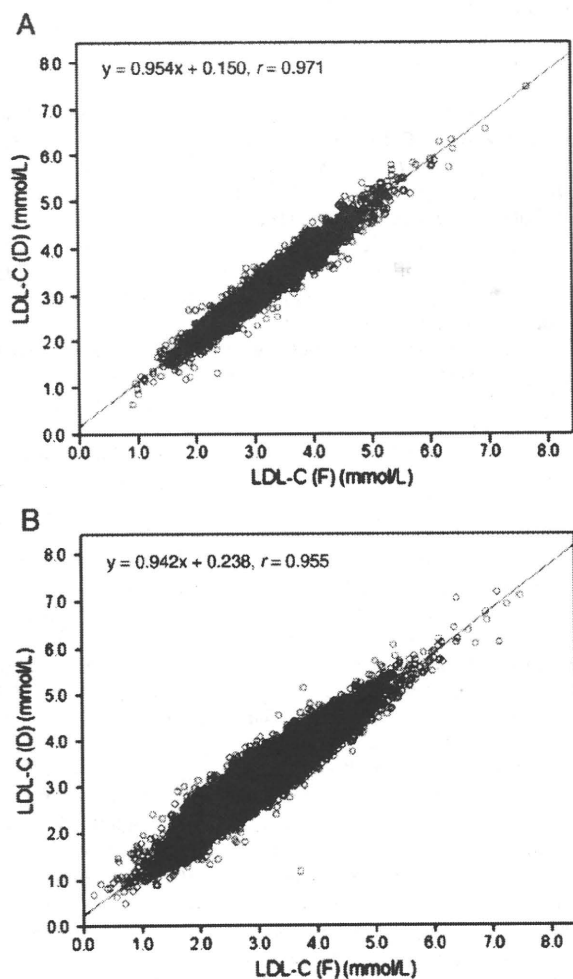 A
y = 0.954x + 0.150, r = 0.971
LDL-C (D) (mmol/L)
8.0
7.0
6.0
5.0
4.0
3.0
2.0
1.0
0.0
0.0 1.0 2.0 3.0 4.0 5.0 6.0 7.0 8.0
LDL-C (F) (mmol/L)
B
y = 0.942x + 0.238, r = 0.955
LDL-C (D) (mmol/L)
8.0
7.0
6.0
5.0
4.0
3.0
2.0
1.0
0.0
0.0 1.0 2.0 3.0 4.0 5.0 6.0 7.0 8.0
LDL-C (F) (mmol/L)